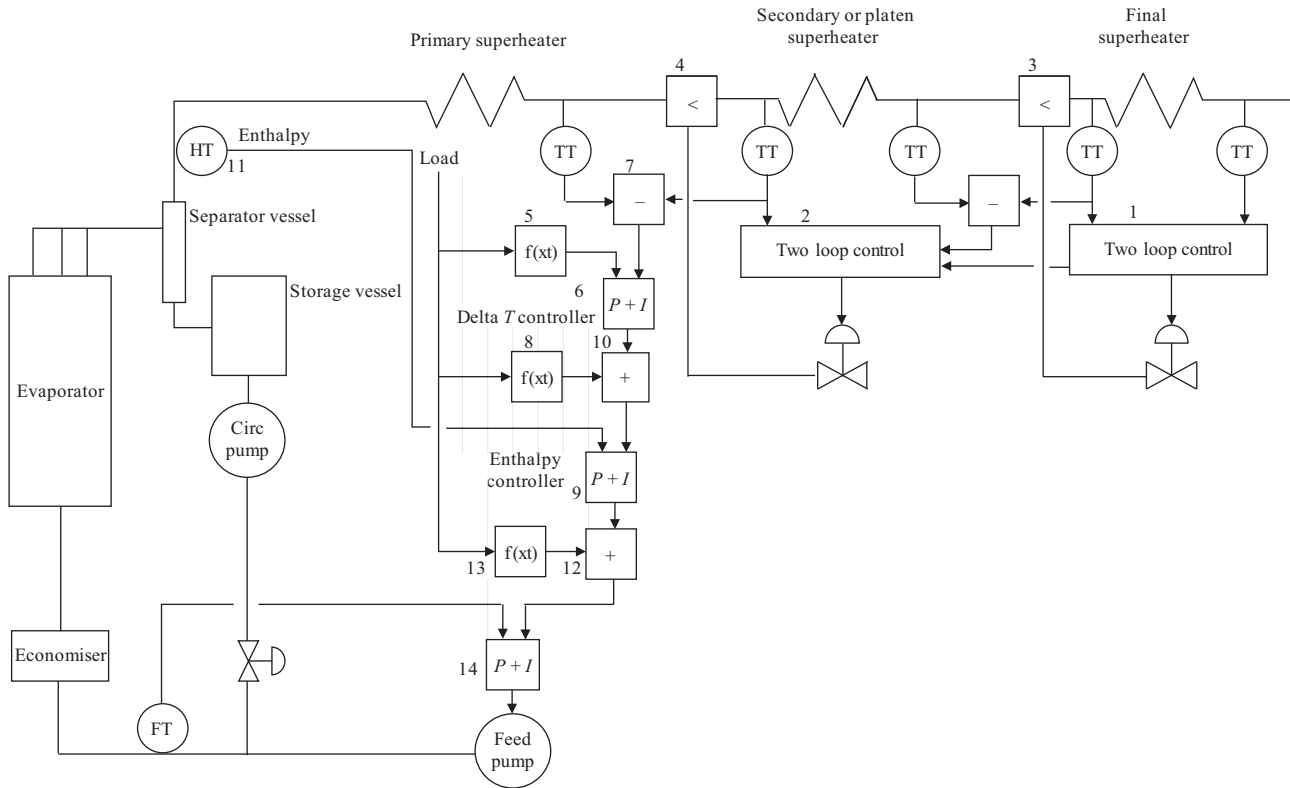 Secondary or platen
superheater
Final
superheater
Primary superheater
4
3
<
<
HT
Enthalpy
11
Load
TT
TT
TT
TT
TT
7
–
–
Separator vessel
5
f(xt)
2
Two loop control
1
Two loop control
Storage vessel
6
P + I
Delta T controller
8
f(xt)
10
+
Evaporator
Circ
pump
Enthalpy
controller
9
P + I
13
f(xt)
12
+
Economiser
14
P + I
FT
Feed
pump